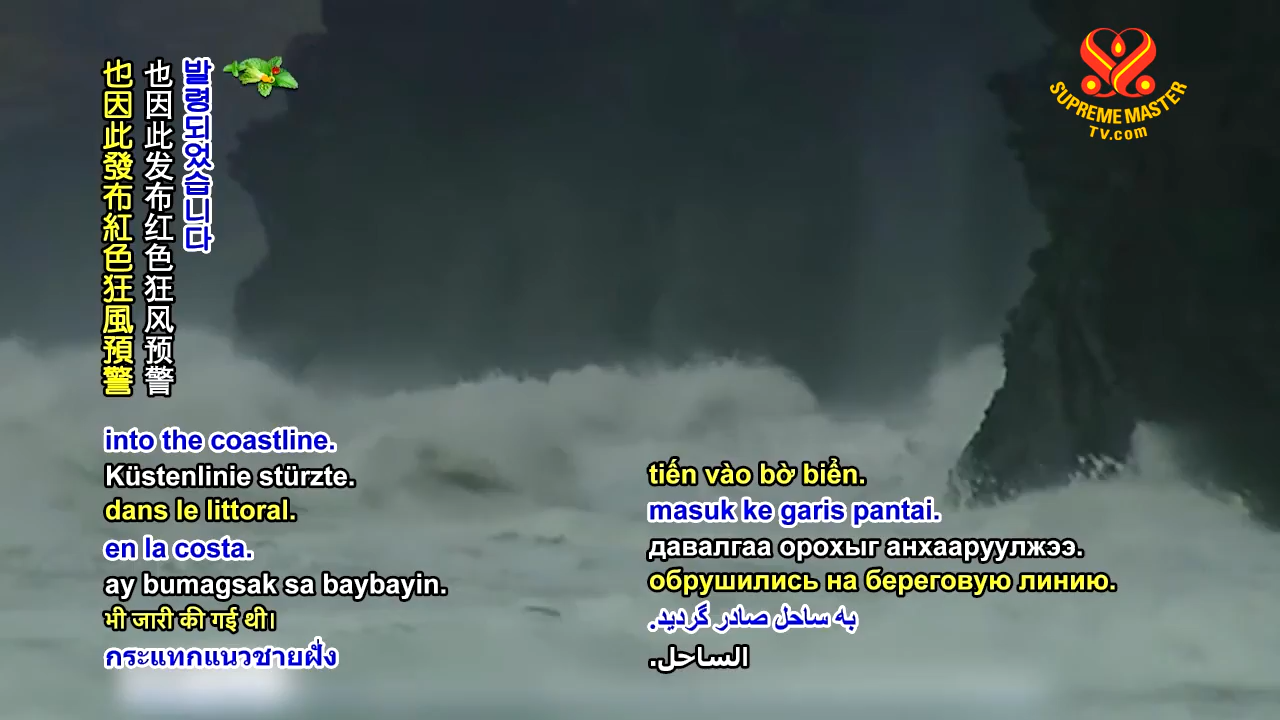 발령되었습니다
也因此发布红色狂风预警
也因此發布紅色狂風預警
SUPREME MASTER
TV.com
into the coastline.
Küstenlinie stürzte.
dans le littoral.
en la costa.
ay bumagsak sa baybayin.
भी जारी की गई थी।
กระแทกแนวชายฝั่ง
tiến vào bờ biển.
masuk ke garis pantai.
давалгаа орохыг анхааруулжээ.
обрушились на береговую линию.
به ساحل صادر گردید.
الساحل.